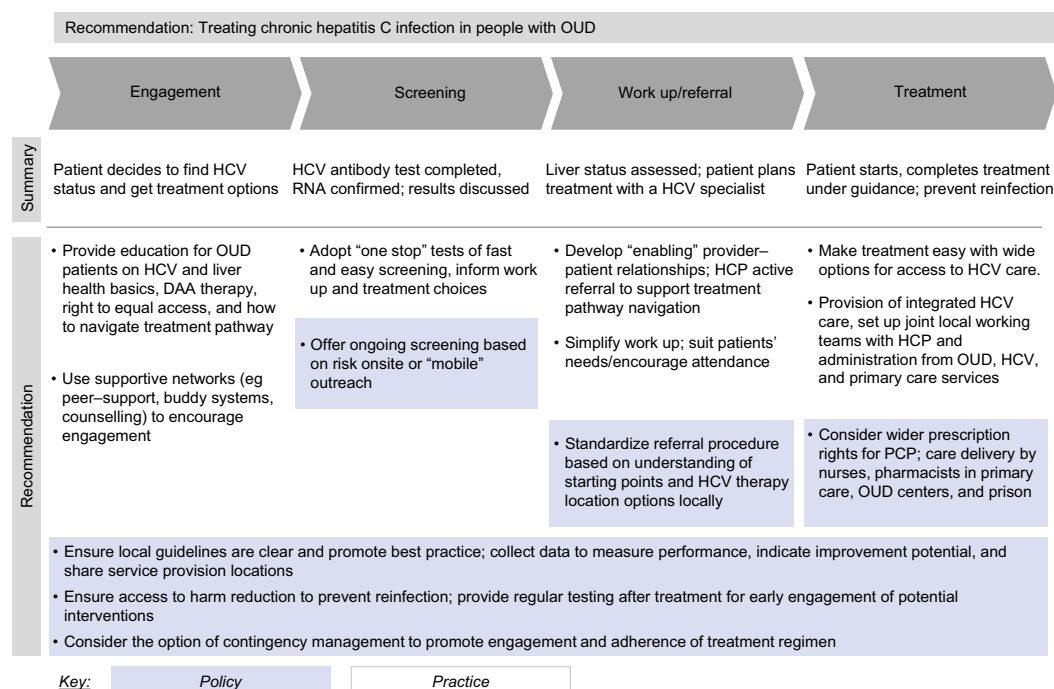 Recommendation: Treating chronic hepatitis C infection in people with OUD
Engagement
Screening
Work up/referral
Treatment
Summary
Patient decides to find HCV
status and get treatment options
HCV antibody test completed,
RNA confirmed; results discussed
Liver status assessed; patient plans
treatment with a HCV specialist
Patient starts, completes treatment
under guidance; prevent reinfection
Recommendation
• Provide education for OUD
patients on HCV and liver
health basics, DAA therapy,
right to equal access, and how
to navigate treatment pathway
• Use supportive networks (eg
peer–support, buddy systems,
counselling) to encourage
engagement
• Adopt “one stop” tests of fast
and easy screening, inform work
up and treatment choices
• Offer ongoing screening based
on risk onsite or “mobile”
outreach
• Develop “enabling” provider–
patient relationships; HCP active
referral to support treatment
pathway navigation
• Simplify work up; suit patients’
needs/encourage attendance
• Standardize referral procedure
based on understanding of
starting points and HCV therapy
location options locally
• Make treatment easy with wide
options for access to HCV care.
• Provision of integrated HCV
care, set up joint local working
teams with HCP and
administration from OUD, HCV,
and primary care services
• Consider wider prescription
rights for PCP; care delivery by
nurses, pharmacists in primary
care, OUD centers, and prison
• Ensure local guidelines are clear and promote best practice; collect data to measure performance, indicate improvement potential, and
share service provision locations
• Ensure access to harm reduction to prevent reinfection; provide regular testing after treatment for early engagement of potential
interventions
• Consider the option of contingency management to promote engagement and adherence of treatment regimen
Key:
Policy
Practice